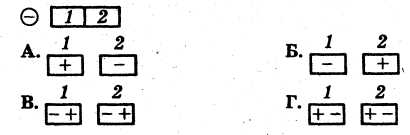 ⊖ 1 2
1 2
А. + −
1 2
Б. − +
1 2
В. − + − +
1 2
Г. + − + −